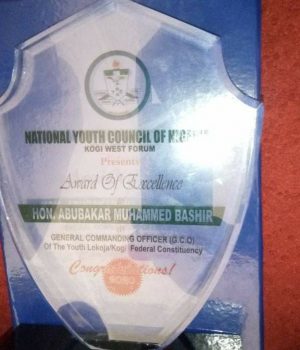 NATIONAL YOUTH COUNCIL OF NIGERIA
KOGI WEST FORUM
Presents
Award Of Excellence
HON. ABUBAKAR MUHAMMED BASHIR
as
GENERAL COMMANDING OFFICER (G.C.O)
Of The Youth Lokoja/Kogi Federal Constituency
Congratulations!